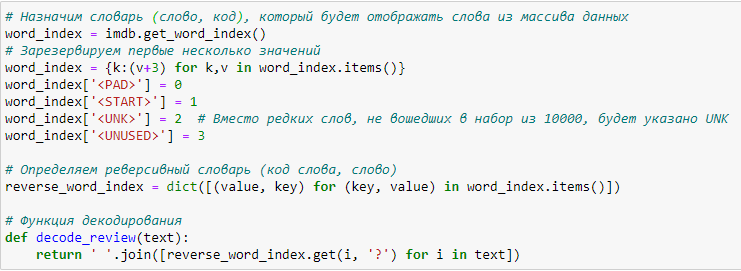 # Назначим словарь (слово, код), который будет отображать слова из массива данных
word_index = imdb.get_word_index()
# Зарезервируем первые несколько значений
word_index = {k:(v+3) for k,v in word_index.items()}
word_index['<PAD>'] = 0
word_index['<START>'] = 1
word_index['<UNK>'] = 2  # Вместо редких слов, не вошедших в набор из 10000, будет указано UNK
word_index['<UNUSED>'] = 3
# Определяем реверсивный словарь (код слова, слово)
reverse_word_index = dict([(value, key) for (key, value) in word_index.items()])
# Функция декодирования
def decode_review(text):
    return ' '.join([reverse_word_index.get(i, '?') for i in text])